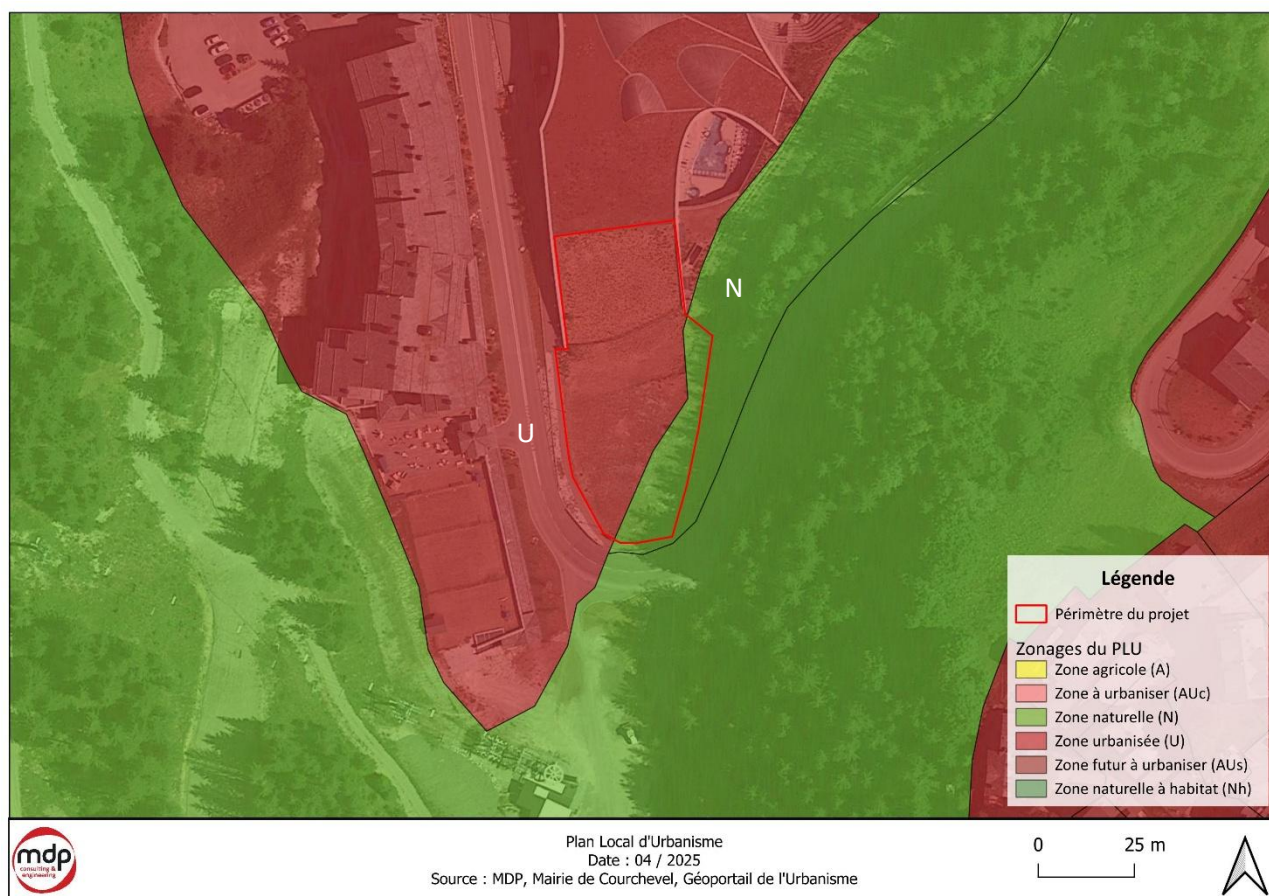 N
U
Légende
Périmètre du projet
Zonages du PLU
Zone agricole (A)
Zone à urbaniser (AUc)
Zone naturelle (N)
Zone urbanisée (U)
Zone futur à urbaniser (AUs)
Zone naturelle à habitat (Nh)
mdp
consulting &
engineering
Plan Local d'Urbanisme
Date : 04 / 2025
Source : MDP, Mairie de Courchevel, Géoportail de l'Urbanisme
0 25 m